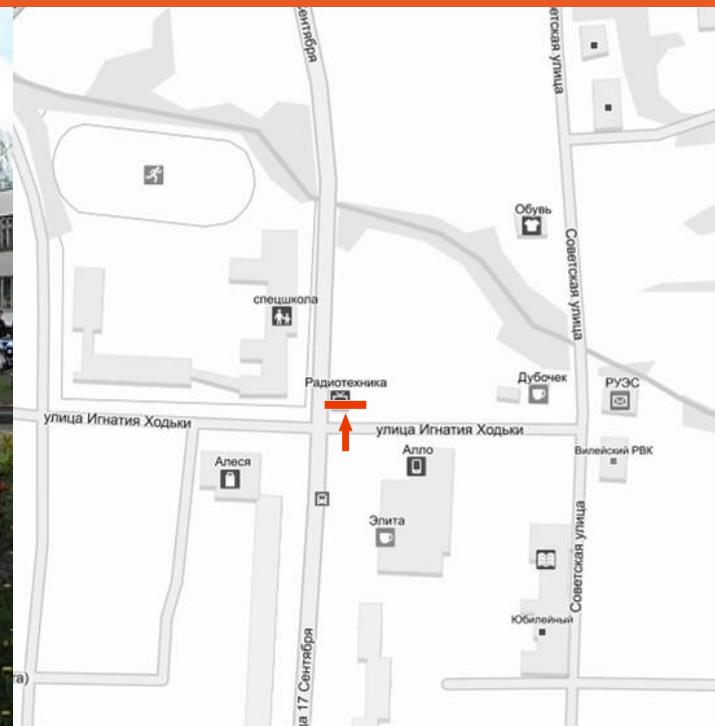 Сентября
Советская улица
Обувь
Советская улица
спецшкола
Радиотехника
Дубочек
РУЭС
улица Игнатия Ходьки
улица Игнатия Ходьки
Алеся
Алло
Вилейский РВК
Элита
Советская улица
Юбилейный
а 17 Сентября
а)